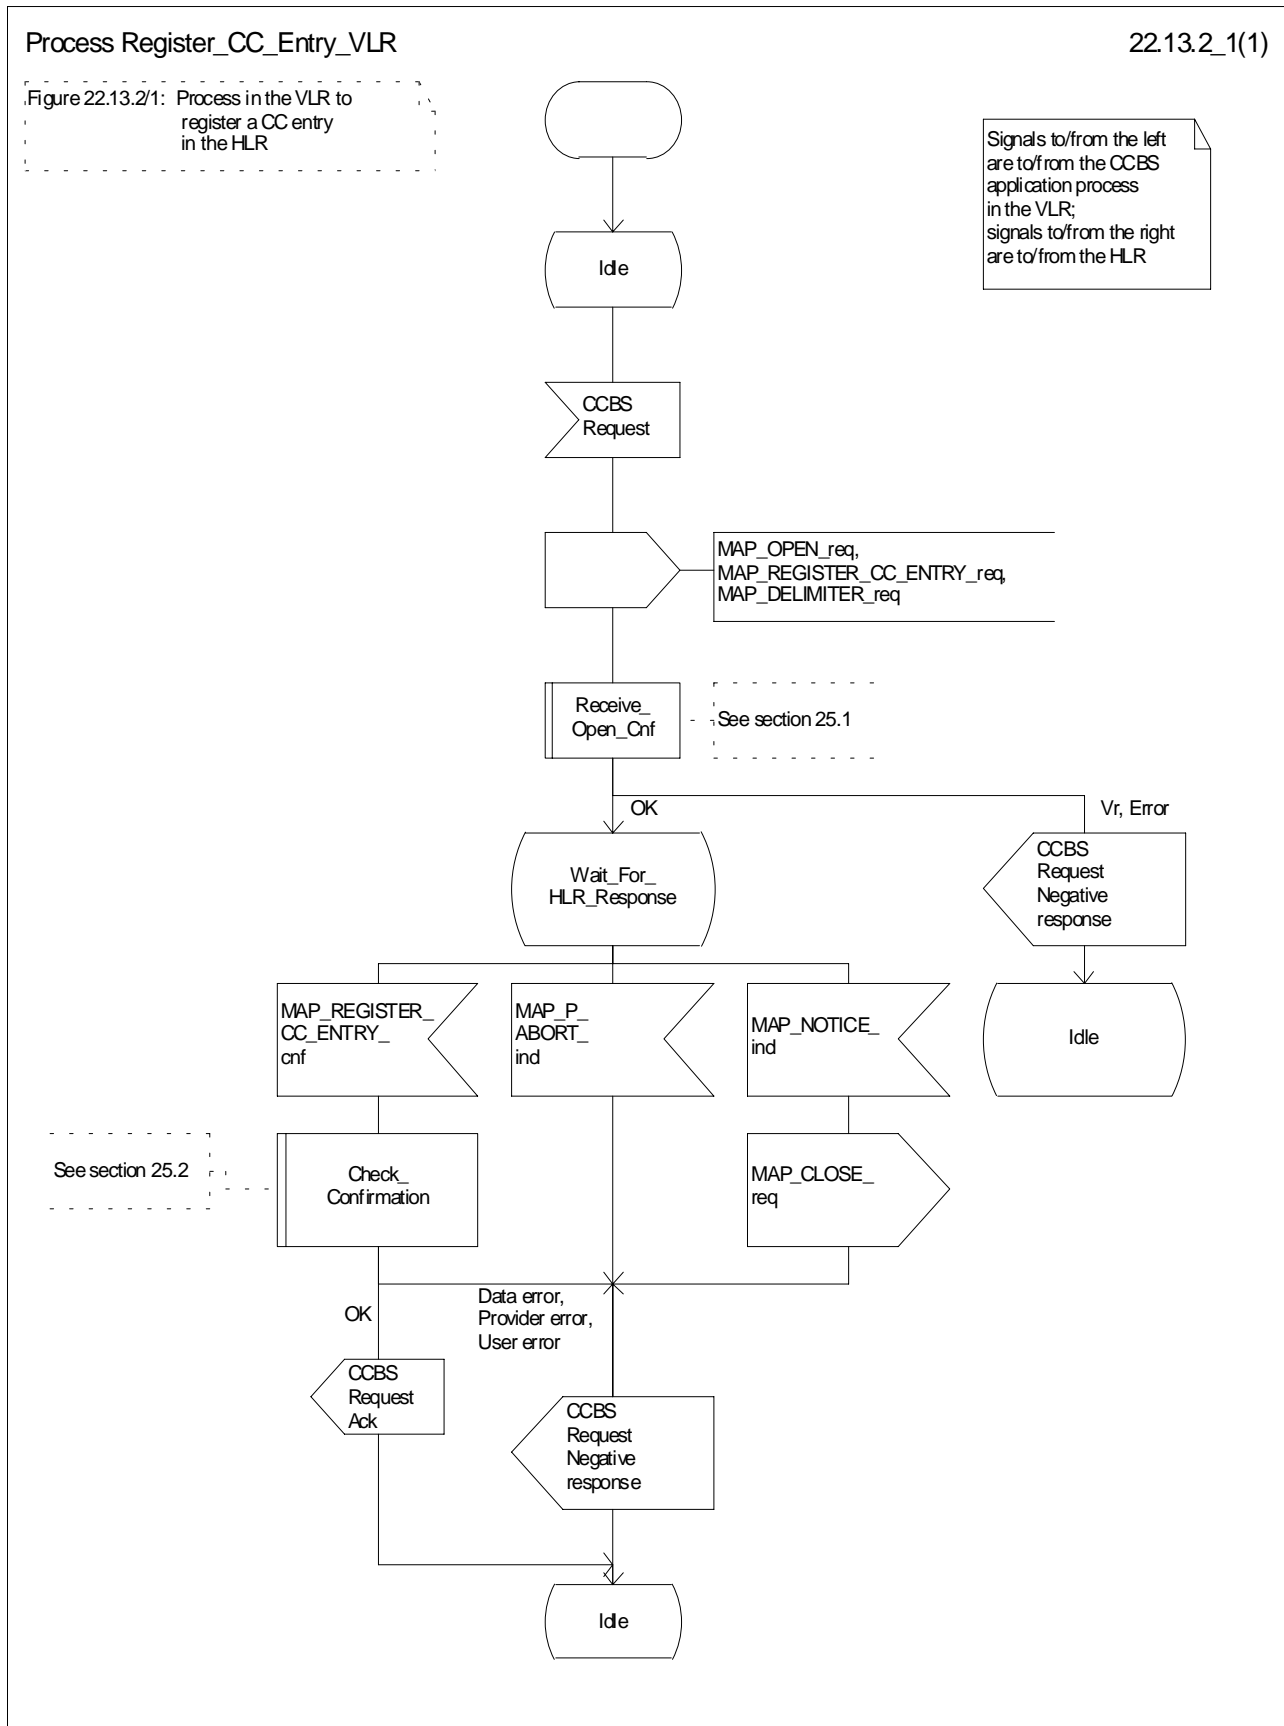 Process Register_CC_Entry_VLR
22.13.2_1(1)
Figure 22.13.2/1: Process in the VLR to
register a CC entry
in the HLR
Signals to/from the left
are to/from the CCBS
application process
in the VLR;
signals to/from the right
are to/from the HLR
Idle
CCBS
Request
MAP_OPEN_req,
MAP_REGISTER_CC_ENTRY_req,
MAP_DELIMITER_req
Receive_
Open_Cnf
See section 25.1
OK
Vr, Error
Wait_For_
HLR_Response
CCBS
Request
Negative
response
MAP_REGISTER_
CC_ENTRY_
cnf
MAP_P_
ABORT_
ind
MAP_NOTICE_
ind
Idle
See section 25.2
Check_
Confirmation
MAP_CLOSE_
req
OK
Data error,
Provider error,
User error
CCBS
Request
Ack
CCBS
Request
Negative
response
Idle